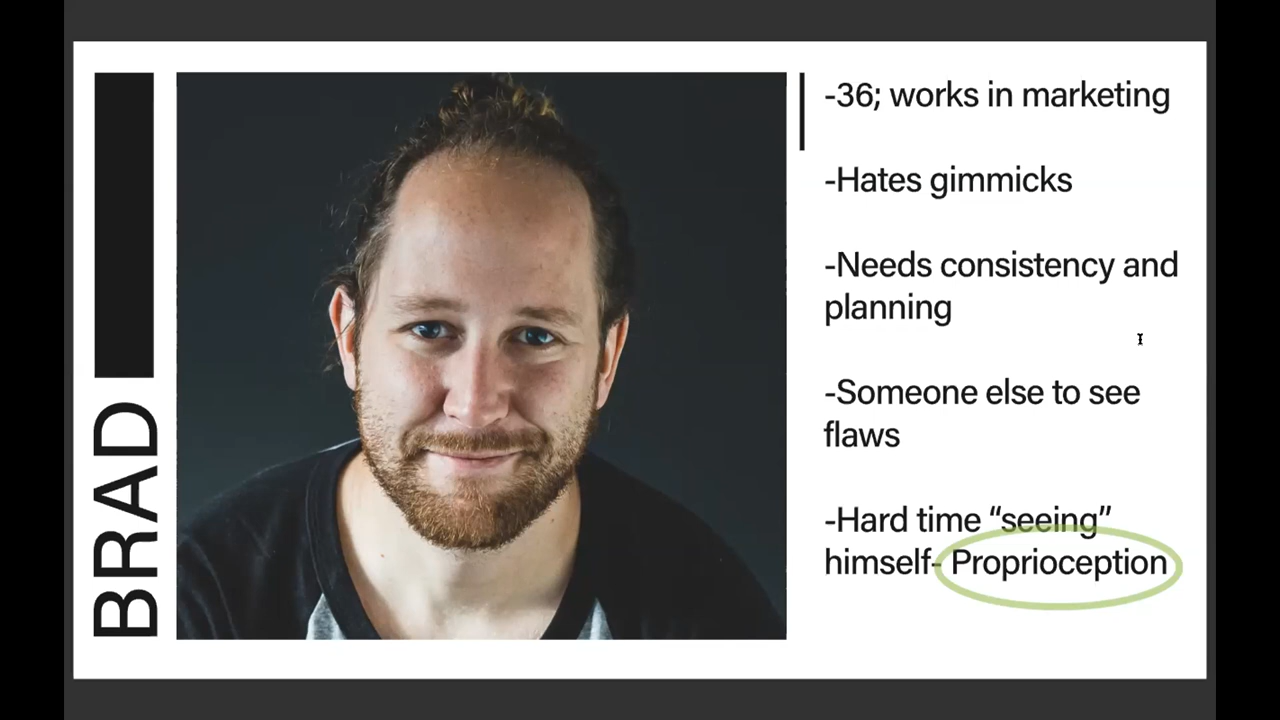 BRAD
-36; works in marketing
-Hates gimmicks
-Needs consistency and
planning
-Someone else to see
flaws
-Hard time “seeing”
himself- Proprioception